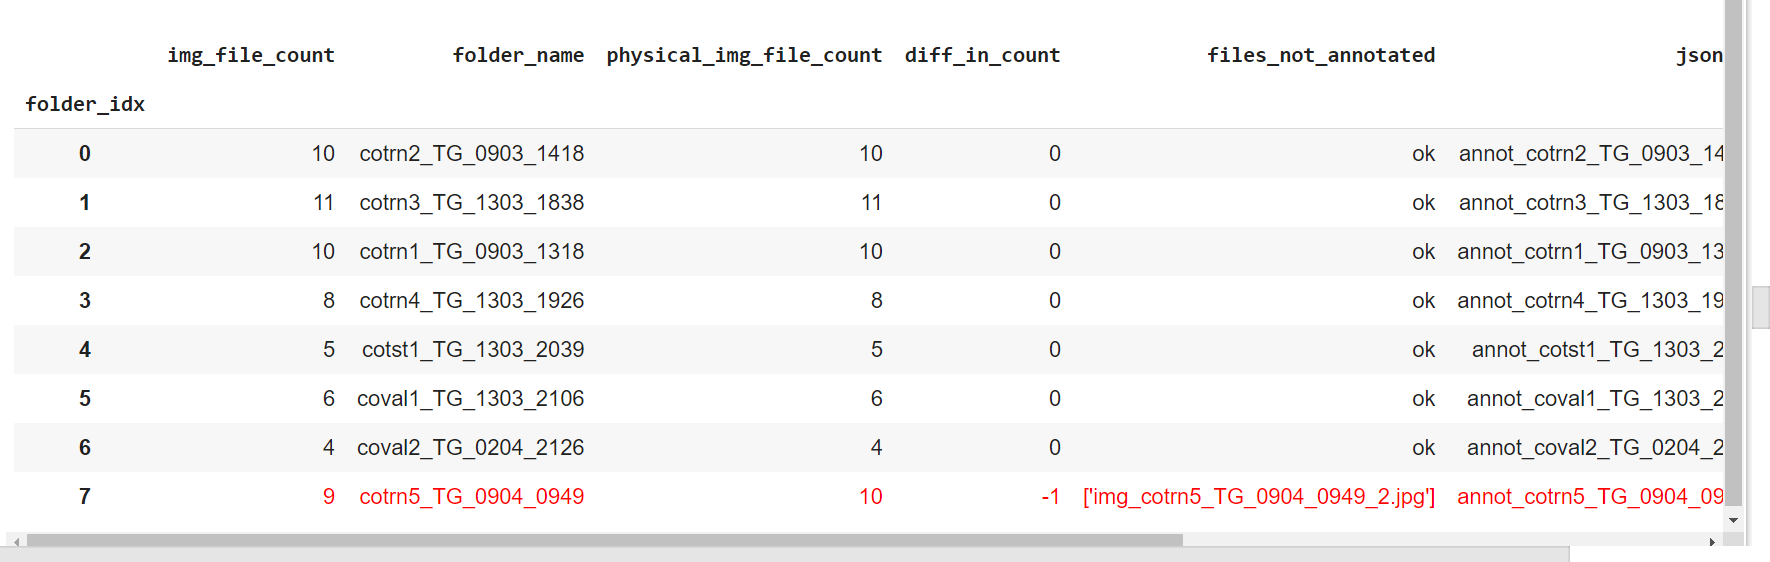 img_file_count folder_name physical_img_file_count diff_in_count files_not_annotated json
folder_idx
0 10 cotrn2_TG_0903_1418 10 0 ok annot_cotrn2_TG_0903_14
1 11 cotrn3_TG_1303_1838 11 0 ok annot_cotrn3_TG_1303_18
2 10 cotrn1_TG_0903_1318 10 0 ok annot_cotrn1_TG_0903_13
3 8 cotrn4_TG_1303_1926 8 0 ok annot_cotrn4_TG_1303_19
4 5 cotst1_TG_1303_2039 5 0 ok annot_cotst1_TG_1303_2
5 6 coval1_TG_1303_2106 6 0 ok annot_coval1_TG_1303_2
6 4 coval2_TG_0204_2126 4 0 ok annot_coval2_TG_0204_2
7 9 cotrn5_TG_0904_0949 10 -1 ['img_cotrn5_TG_0904_0949_2.jpg'] annot_cotrn5_TG_0904_09